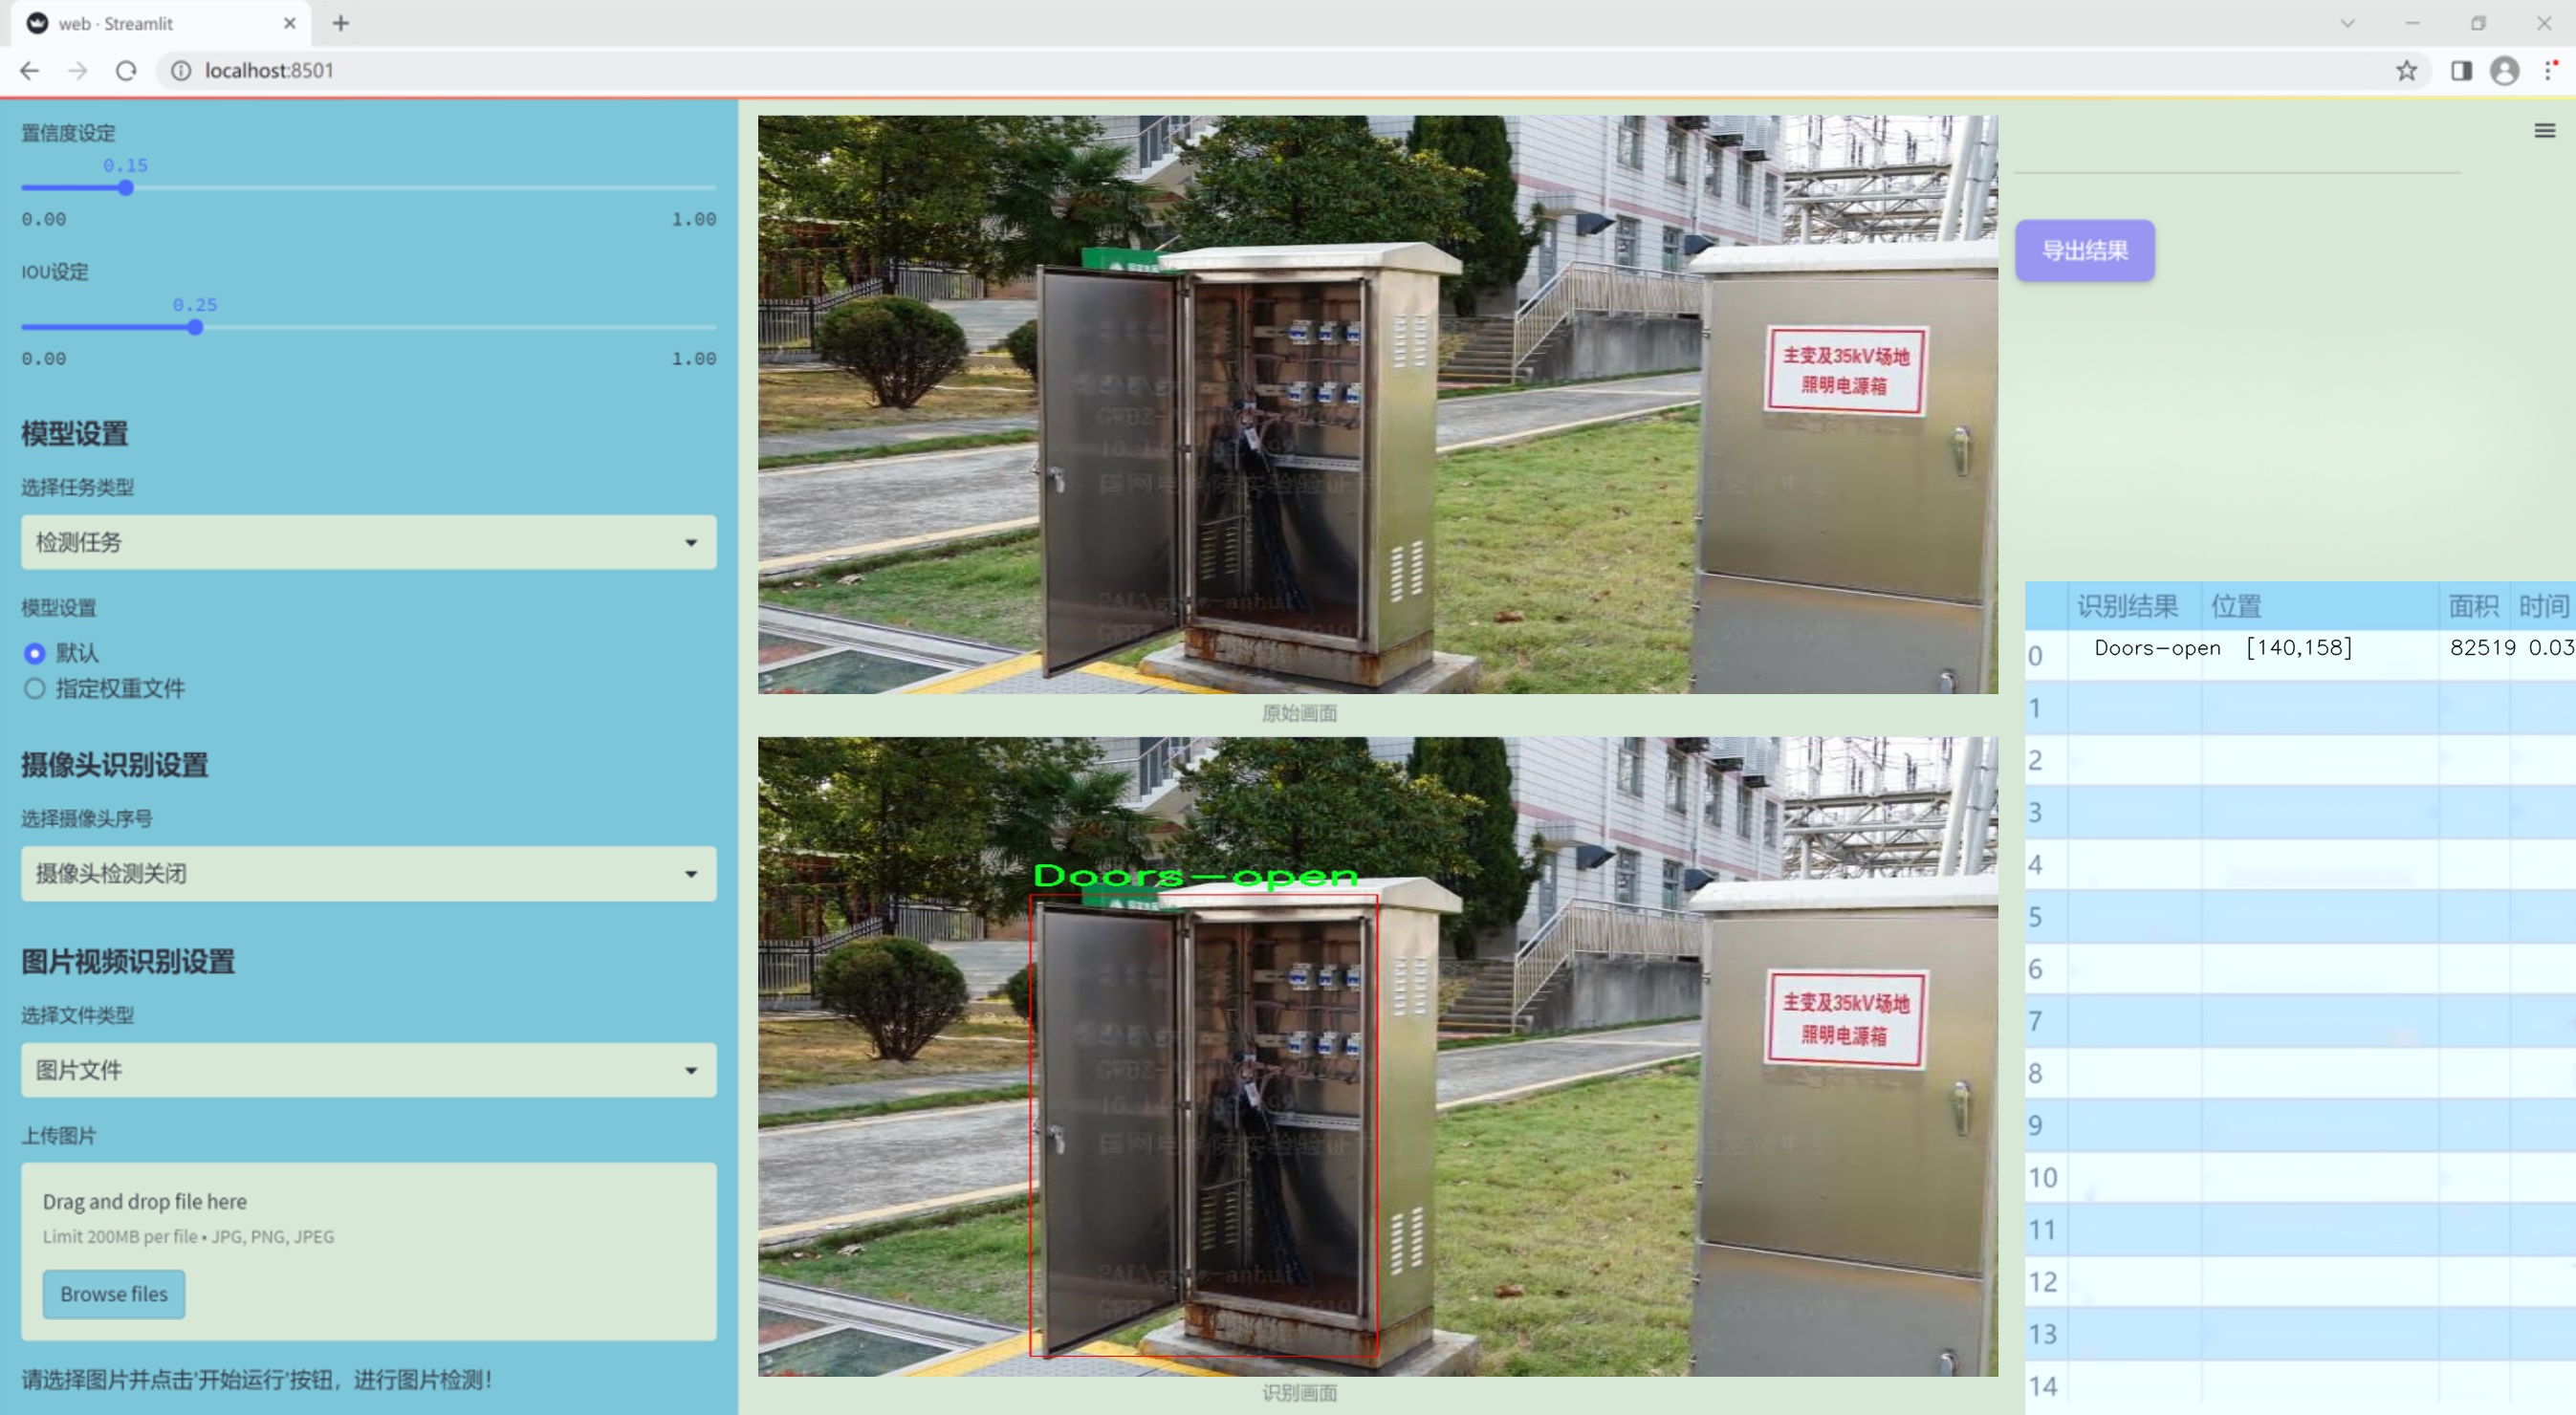 web · Streamlit
localhost:8501
置信度设定
0.15
0.00
1.00
IOU设定
0.25
0.00
1.00
模型设置
选择任务类型
检测任务
模型设置
默认
指定权重文件
摄像头识别设置
选择摄像头序号
摄像头检测关闭
图片视频识别设置
选择文件类型
图片文件
上传图片
Drag and drop file here
Limit 200MB per file • JPG, PNG, JPEG
Browse files
请选择图片并点击'开始运行'按钮，进行图片检测!
主变及35kV场地
照明电源箱
原始画面
Doors-open
主变及35kV场地
照明电源箱
识别画面
导出结果
识别结果 位置 面积 时间
0 Doors-open [140,158] 82519 0.03
1
2
3
4
5
6
7
8
9
10
11
12
13
14